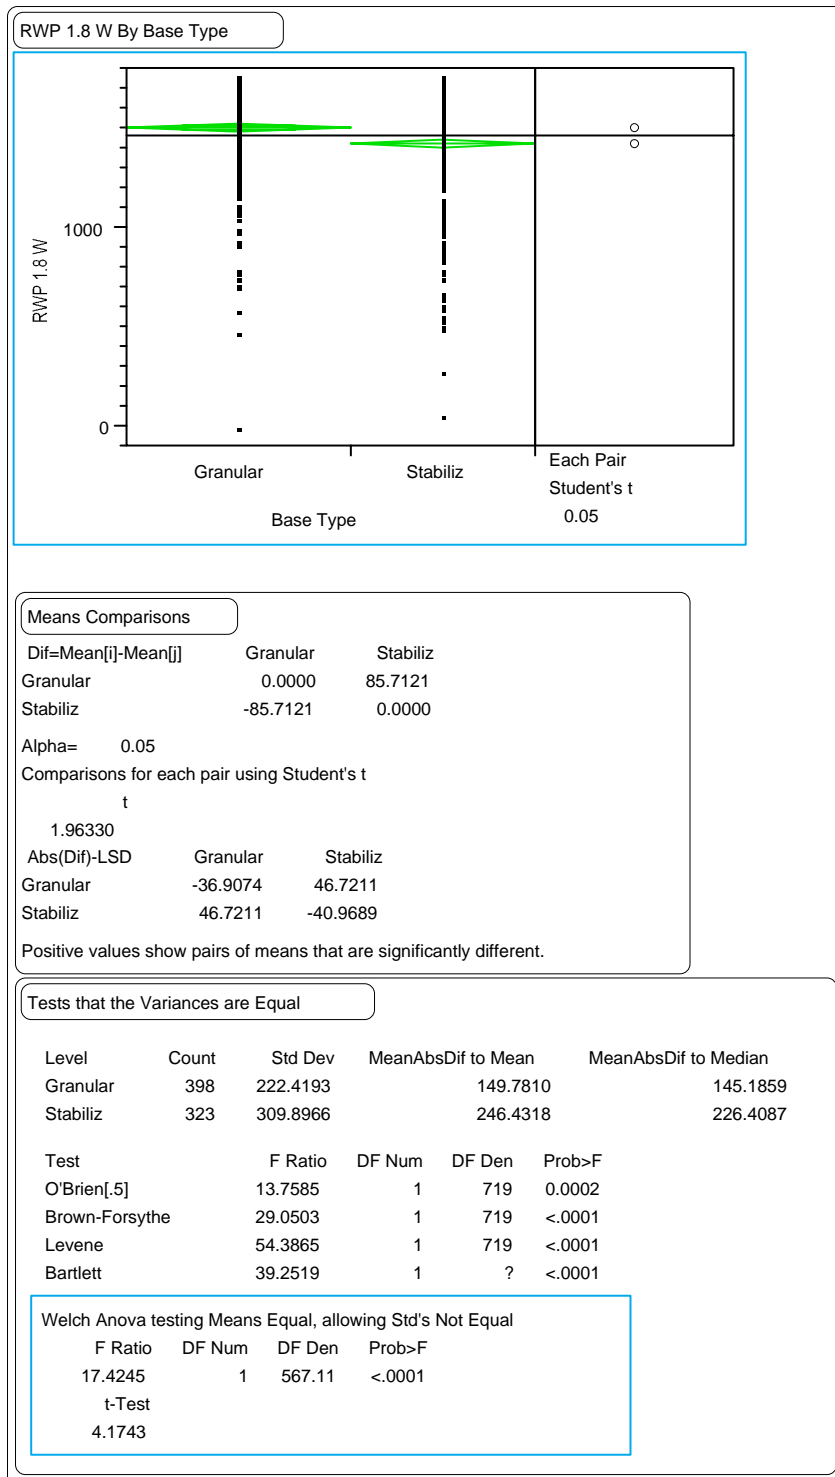 RWP 1.8 W By Base Type
RWP 1.8 W
1000
0
Granular Stabiliz
Base Type
Each Pair
Student's t
0.05
Means Comparisons
Dif=Mean[i]-Mean[j] Granular Stabiliz
Granular 0.0000 85.7121
Stabiliz -85.7121 0.0000
Alpha= 0.05
Comparisons for each pair using Student's t
t
1.96330
Abs(Dif)-LSD Granular Stabiliz
Granular -36.9074 46.7211
Stabiliz 46.7211 -40.9689
Positive values show pairs of means that are significantly different.
Tests that the Variances are Equal
Level Count Std Dev MeanAbsDif to Mean MeanAbsDif to Median
Granular 398 222.4193 149.7810 145.1859
Stabiliz 323 309.8966 246.4318 226.4087
Test F Ratio DF Num DF Den Prob>F
O'Brien[.5] 13.7585 1 719 0.0002
Brown-Forsythe 29.0503 1 719 <.0001
Levene 54.3865 1 719 <.0001
Bartlett 39.2519 1 ? <.0001
Welch Anova testing Means Equal, allowing Std's Not Equal
F Ratio DF Num DF Den Prob>F
17.4245 1 567.11 <.0001
t-Test
4.1743